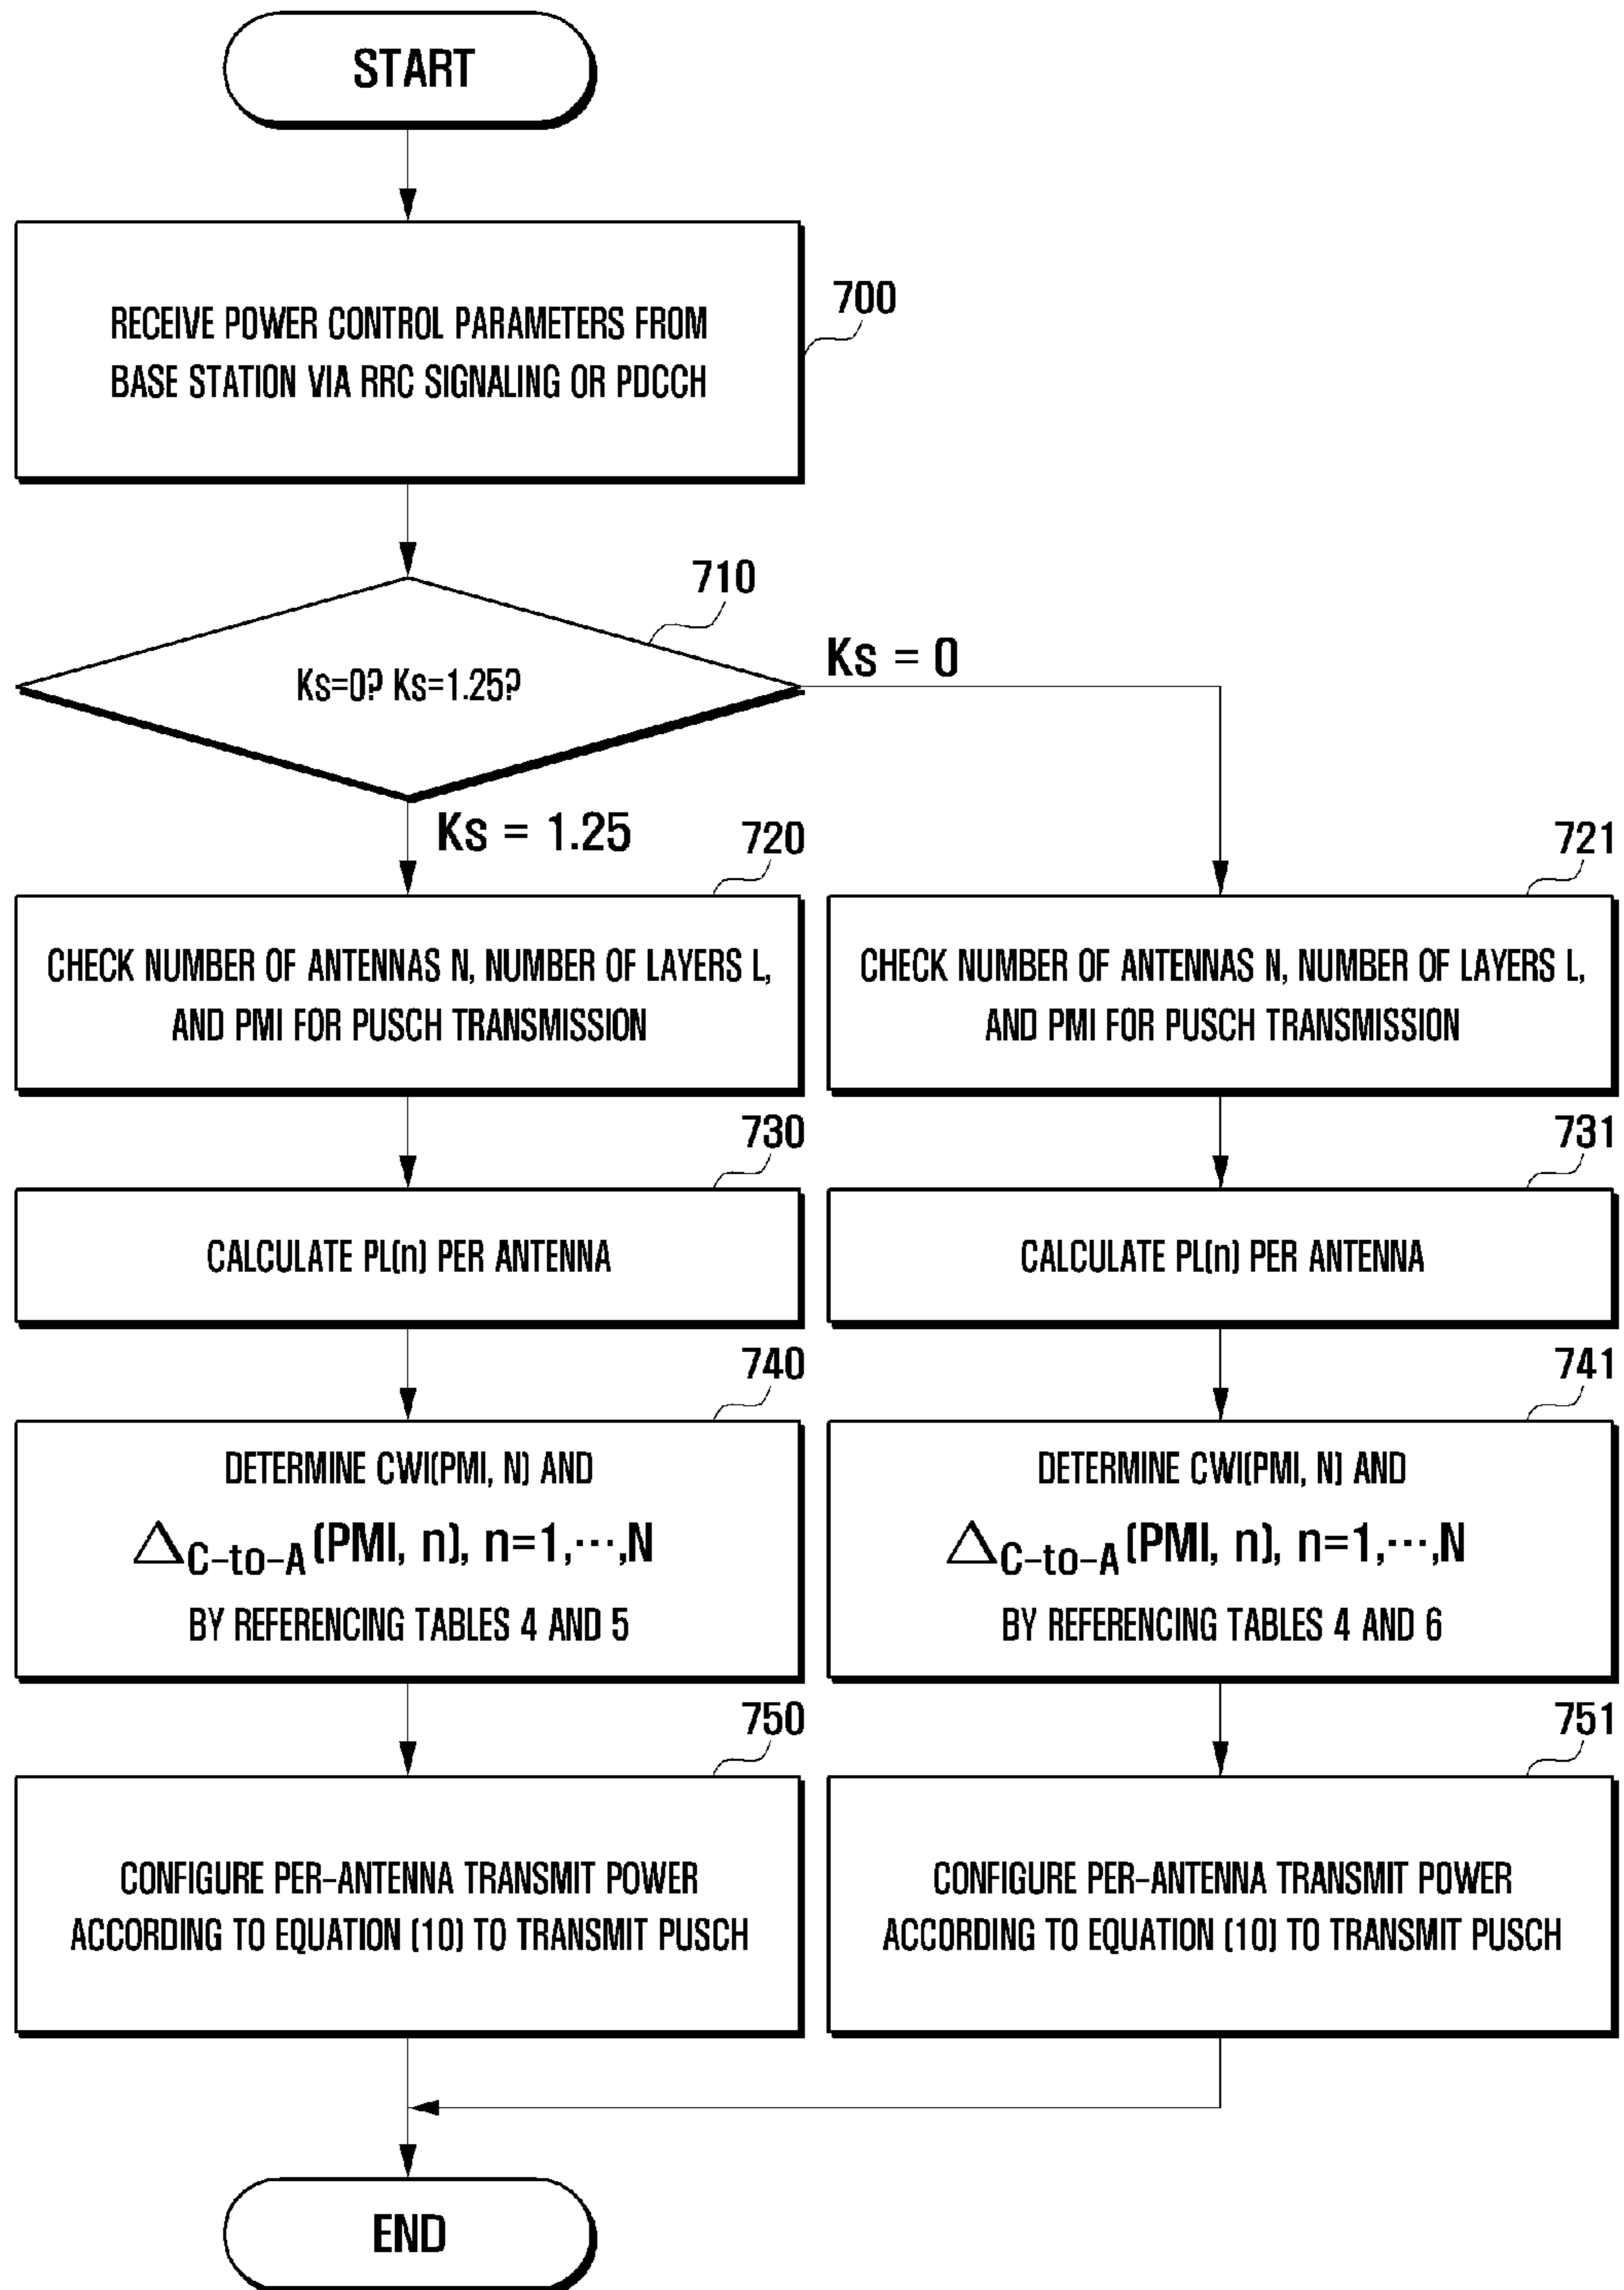 START
700
RECEIVE POWER CONTROL PARAMETERS FROM
BASE STATION VIA RRC SIGNALING OR PDCCH
710
Ks=0? Ks=1.25?
Ks = 0
Ks = 1.25
720
CHECK NUMBER OF ANTENNAS N, NUMBER OF LAYERS L,
AND PMI FOR PUSCH TRANSMISSION
730
CALCULATE PL(n) PER ANTENNA
740
DETERMINE CWI(PMI, N) AND
△C-to-A (PMI, n), n=1,···,N
BY REFERENCING TABLES 4 AND 5
750
CONFIGURE PER-ANTENNA TRANSMIT POWER
ACCORDING TO EQUATION (10) TO TRANSMIT PUSCH
721
CHECK NUMBER OF ANTENNAS N, NUMBER OF LAYERS L,
AND PMI FOR PUSCH TRANSMISSION
731
CALCULATE PL(n) PER ANTENNA
741
DETERMINE CWI(PMI, N) AND
△C-to-A (PMI, n), n=1,···,N
BY REFERENCING TABLES 4 AND 6
751
CONFIGURE PER-ANTENNA TRANSMIT POWER
ACCORDING TO EQUATION (10) TO TRANSMIT PUSCH
END